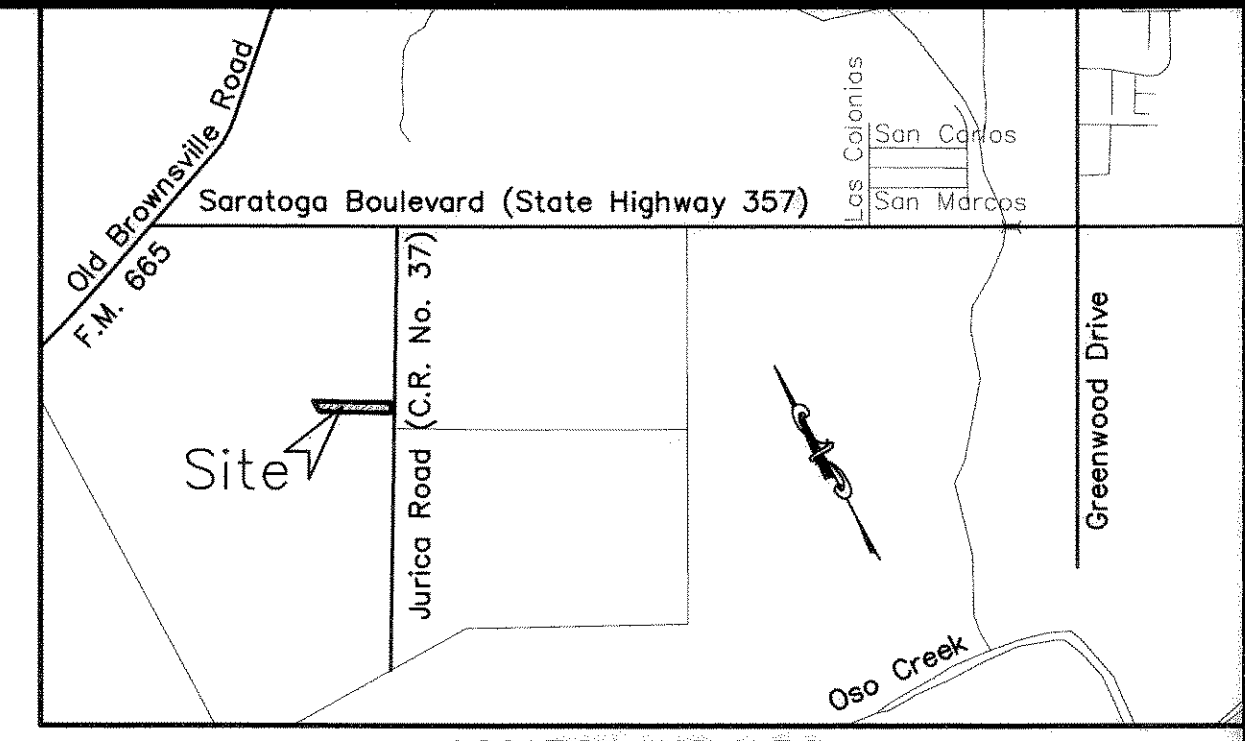 Old Brownsville Road
F.M. 665
Saratoga Boulevard (State Highway 357)
Las Colonias
San Carlos
San Marcos
Jurica Road (C.R. No. 37)
Site
Greenwood Drive
Oso Creek